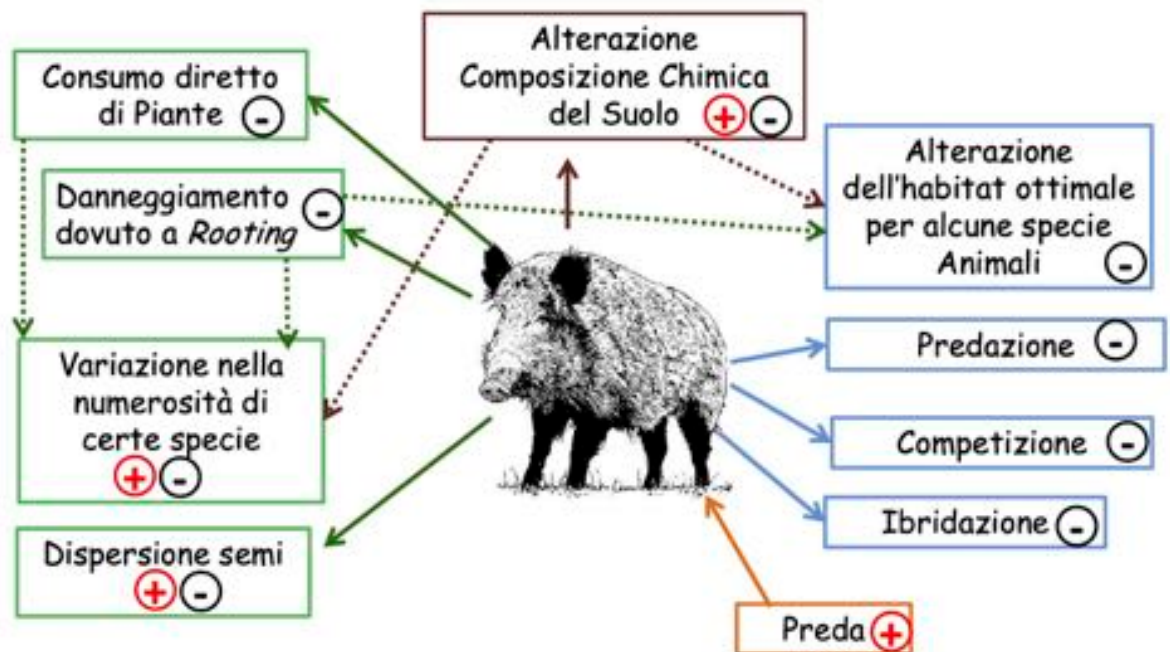 Consumo diretto
di Piante -
Danneggiamento
dovuto a Rooting -
Variazione nella
numerosità di
certe specie
+ -
Dispersione semi
+ -
Alterazione
Composizione Chimica
del Suolo + -
Alterazione
dell'habitat ottimale
per alcune specie
Animali -
Predazione -
Competizione -
Ibridazione -
Preda +